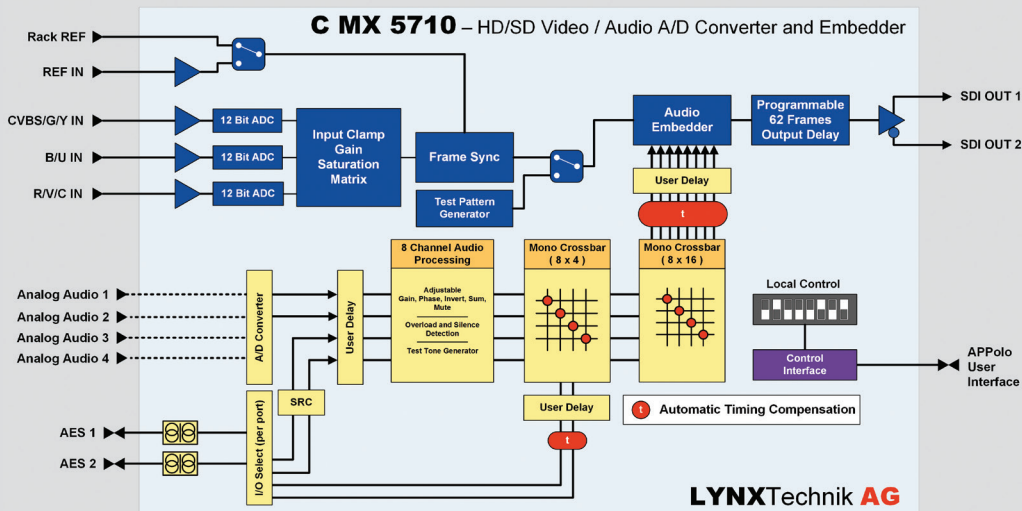 C MX 5710 – HD/SD Video / Audio A/D Converter and Embedder
Rack REF
REF IN
CVBS/G/Y IN
B/U IN
R/V/C IN
12 Bit ADC
12 Bit ADC
12 Bit ADC
Input Clamp
Gain
Saturation
Matrix
Frame Sync
Test Pattern
Generator
Audio
Embedder
Programmable
62 Frames
Output Delay
SDI OUT 1
SDI OUT 2
User Delay
t
8 Channel Audio
Processing
Adjustable
Gain, Phase, Invert, Sum,
Mute
Overload and Silence
Detection
Test Tone Generator
Mono Crossbar
( 8 x 4 )
Mono Crossbar
( 8 x 16 )
Analog Audio 1
Analog Audio 2
Analog Audio 3
Analog Audio 4
A/D Converter
User Delay
SRC
I/O Select (per port)
AES 1
AES 2
User Delay
t
Local Control
Control
Interface
APPolo
User
Interface
t Automatic Timing Compensation
LYNXTechnik AG